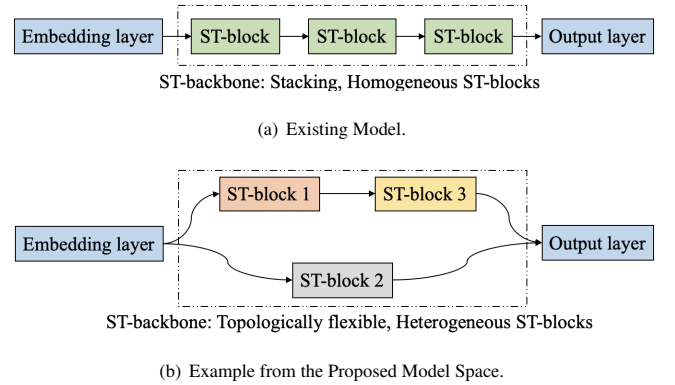 Embedding layer ST-block ST-block ST-block Output layer
ST-backbone: Stacking, Homogeneous ST-blocks
(a) Existing Model.
ST-block 1 ST-block 3
Embedding layer Output layer
ST-block 2
ST-backbone: Topologically flexible, Heterogeneous ST-blocks
(b) Example from the Proposed Model Space.